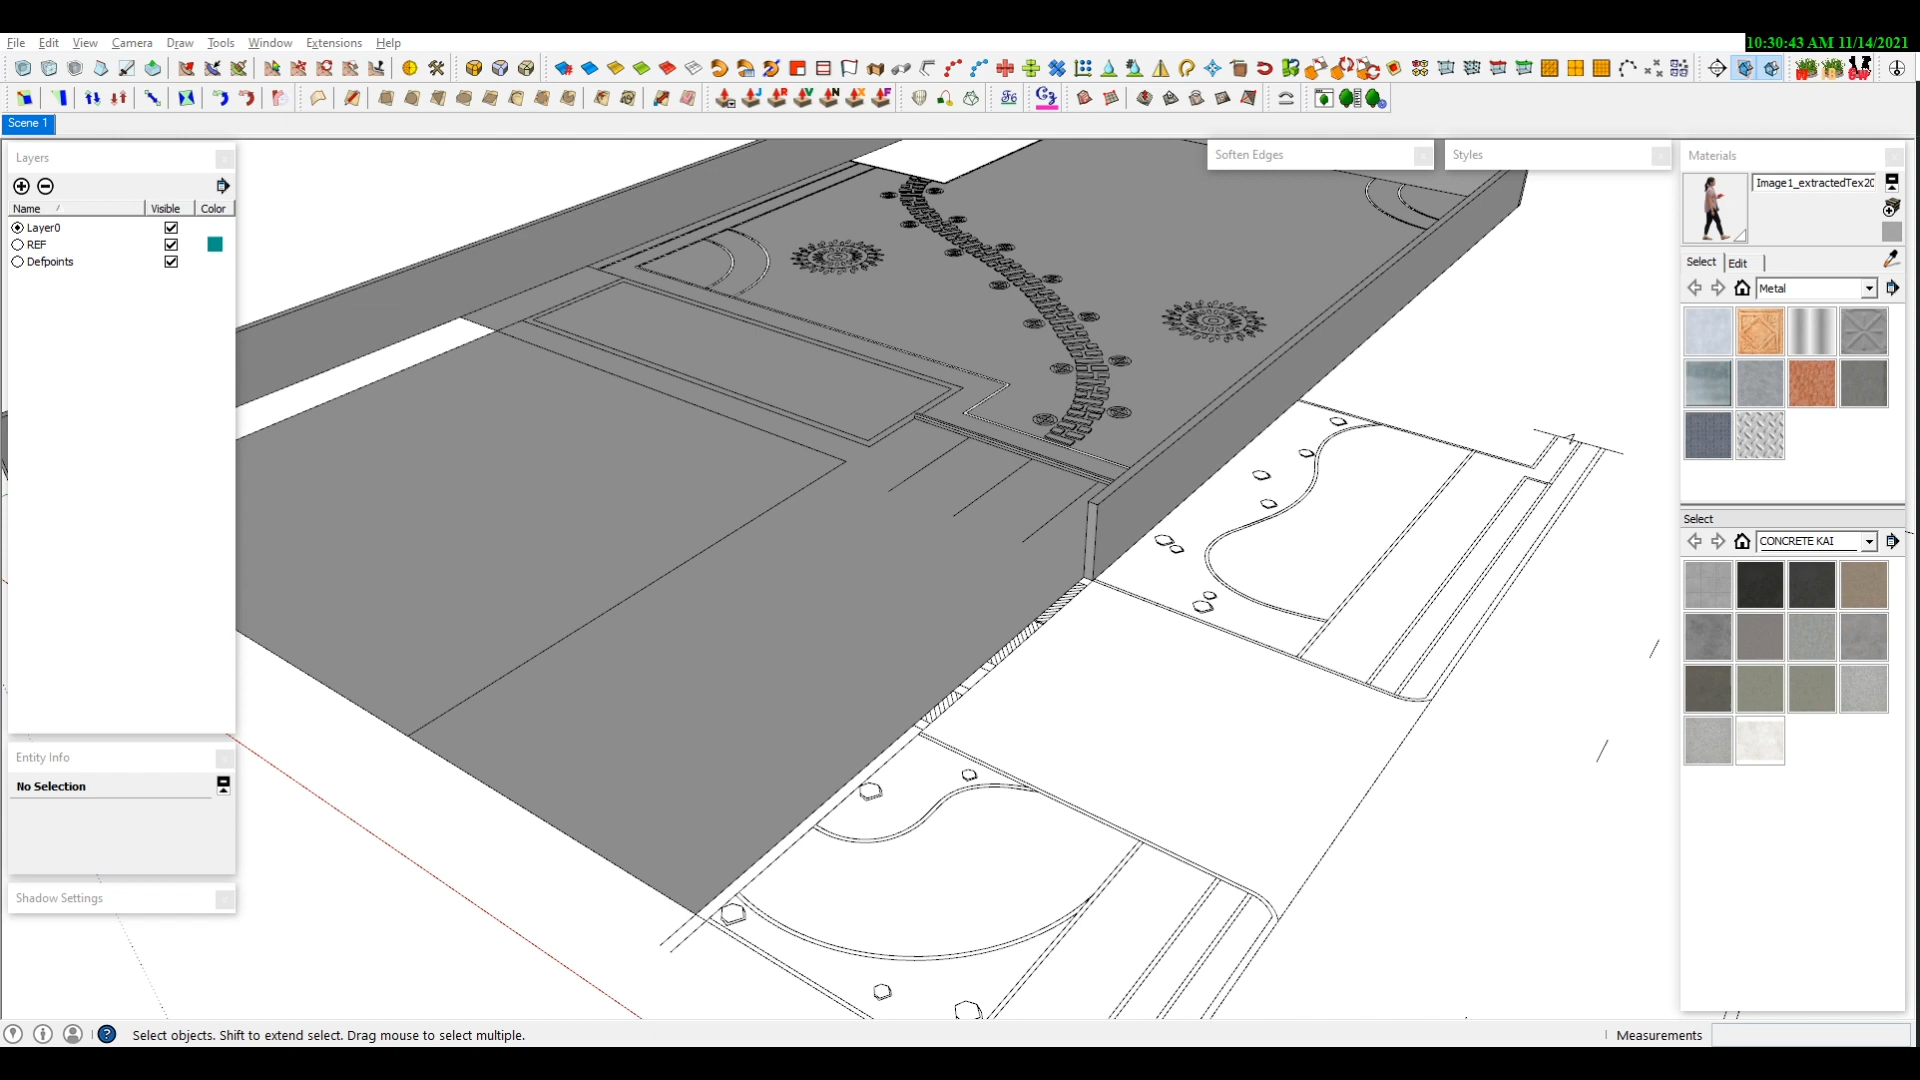 10:30:43 AM 11/14/2021
File Edit View Camera Draw Tools Window Extensions Help
Scene 1
Layers
Name Visible Color
Layer0
REF
Defpoints
Entity Info
No Selection
Shadow Settings
Soften Edges
Styles
Materials
Image1_extractedTex20
Select Edit
Metal
Select
CONCRETE KAI
Select objects. Shift to extend select. Drag mouse to select multiple.
Measurements